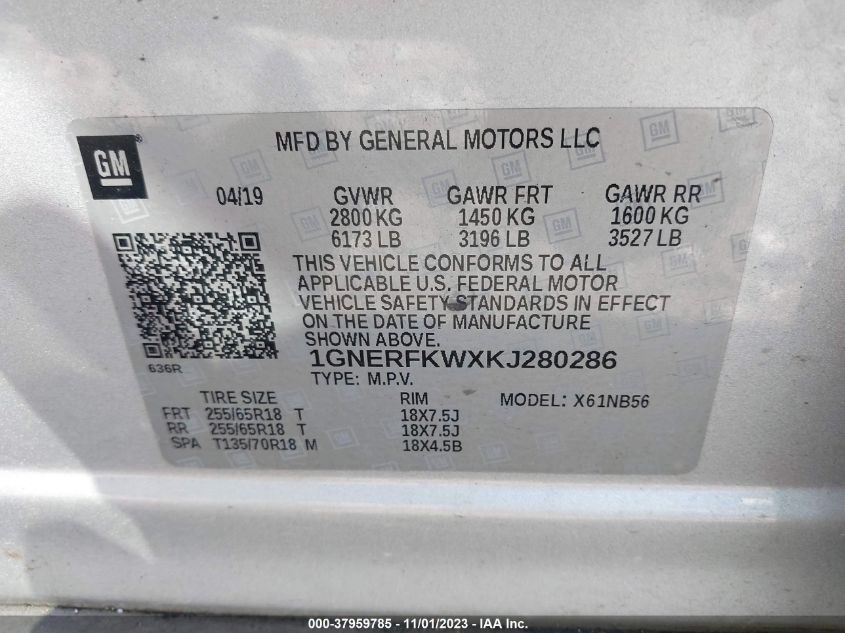 MFD BY GENERAL MOTORS LLC
GM
04/19 GVWR GAWR FRT GAWR RR
2800 KG 1450 KG 1600 KG
6173 LB 3196 LB 3527 LB
THIS VEHICLE CONFORMS TO ALL
APPLICABLE U.S. FEDERAL MOTOR
VEHICLE SAFETY STANDARDS IN EFFECT
ON THE DATE OF MANUFACTURE
SHOWN ABOVE.
636R
1GNERFKWXKJ280286
TYPE: M.P.V.
TIRE SIZE RIM MODEL: X61NB56
FRT 255/65R18 T 18X7.5J
RR 255/65R18 T 18X7.5J
SPA T135/70R18 M 18X4.5B
000-37959785 - 11/01/2023 - IAA Inc.